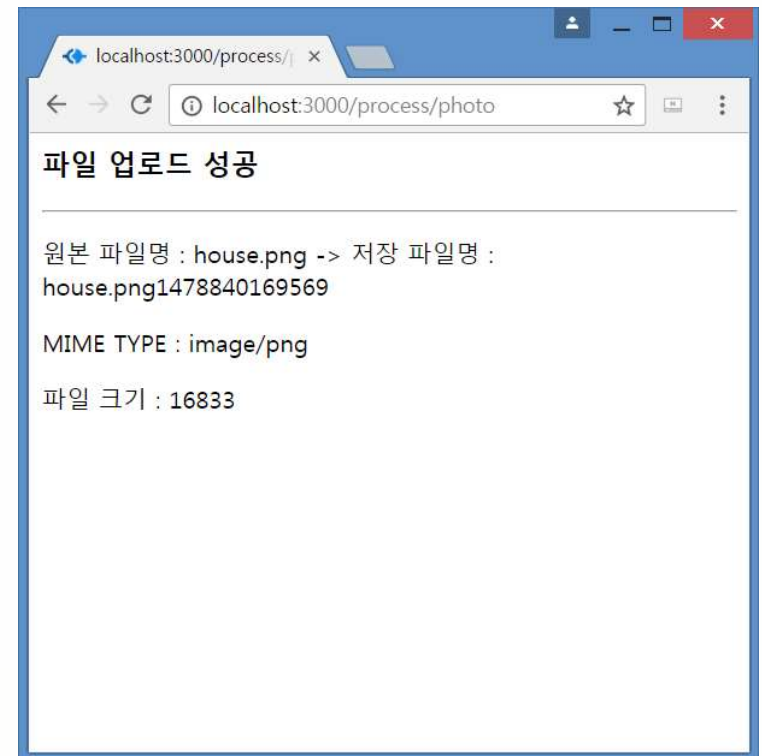 localhost:3000/process/
localhost:3000/process/photo
파일 업로드 성공
원본 파일명 : house.png -> 저장 파일명 :
house.png1478840169569
MIME TYPE : image/png
파일 크기 : 16833